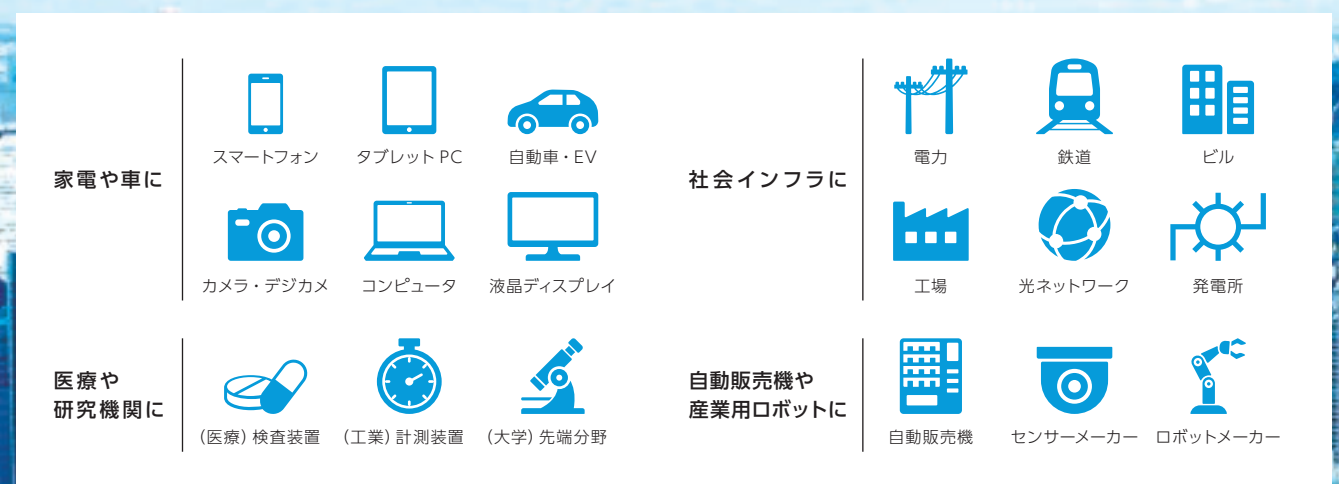 家電や車に
スマートフォン
タブレット PC
自動車・EV
カメラ・デジカメ
コンピュータ
液晶ディスプレイ
社会インフラに
電力
鉄道
ビル
工場
光ネットワーク
発電所
医療や
研究機関に
(医療) 検査装置
(工業) 計測装置
(大学) 先端分野
自動販売機や
産業用ロボットに
自動販売機
センサーメーカー
ロボットメーカー